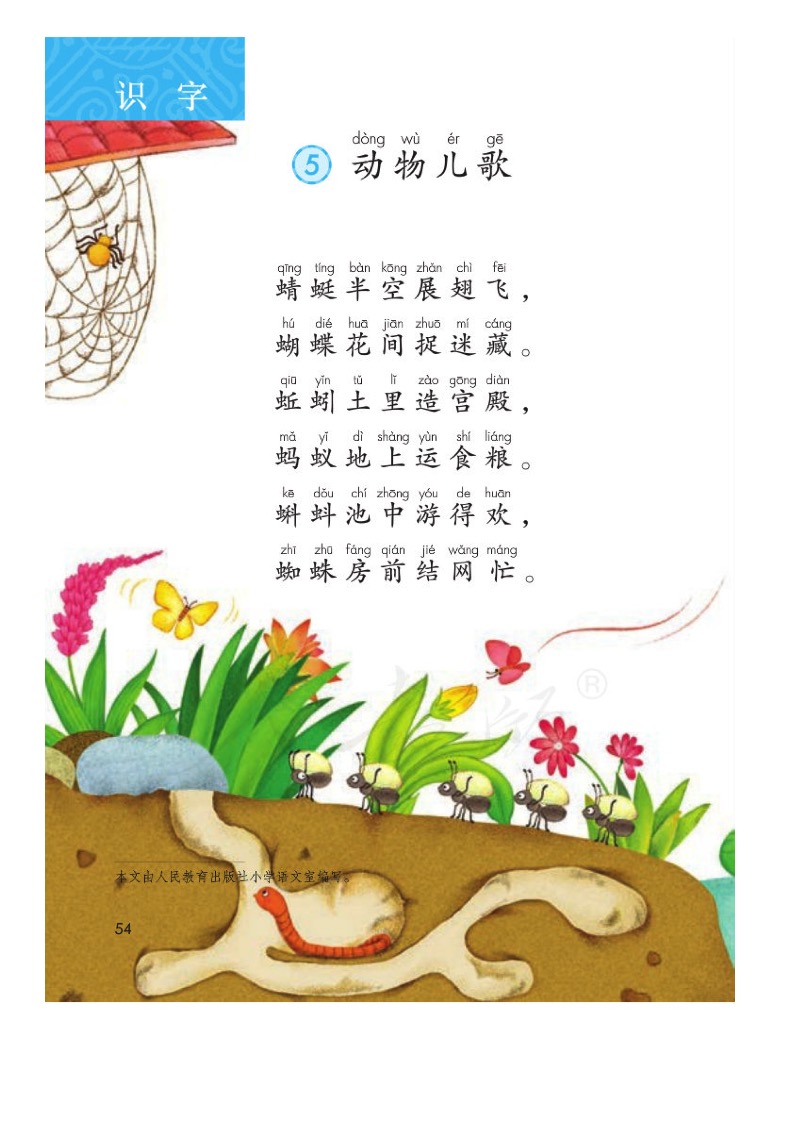 识 字
dòng wù ér gē
5 动物儿歌
qīng tíng bàn kōng zhǎn chì fēi
蜻蜓半空展翅飞，
hú dié huā jiān zhuō mí cáng
蝴蝶花间捉迷藏。
qiū yǐn tǔ lǐ zào gōng diàn
蚯蚓土里造宫殿，
mǎ yǐ dì shàng yùn shí liáng
蚂蚁地上运食粮。
kē dǒu chí zhōng yóu de huān
蝌蚪池中游得欢，
zhī zhū fáng qián jié wǎng máng
蜘蛛房前结网忙。
®
本文由人民教育出版社小学语文室编写。
54